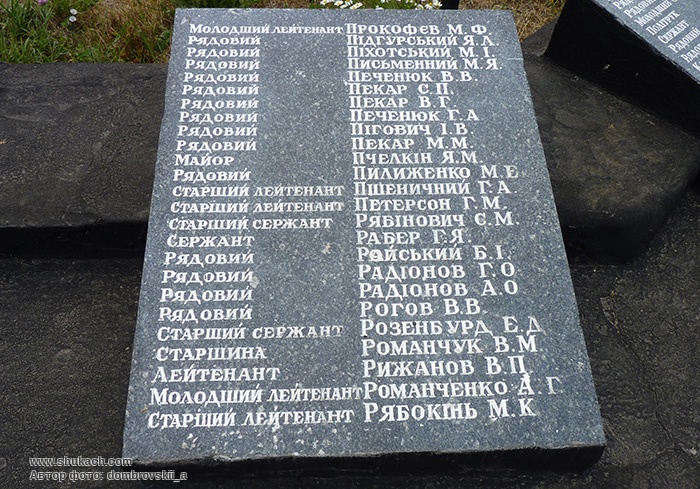 Молодший лейтенант Прокофєв М.Ф.
Рядовий Підгурський Я.Л.
Рядовий Піхотський М.І.
Рядовий Письменний М.Я.
Рядовий Печенюк В.В.
Рядовий Пекар С.П.
Рядовий Пекар В.Г.
Рядовий Печенюк Г.А
Рядовий Пігович І.В
Рядовий Пекар М.М.
Майор Пчелкін Я.М.
Рядовий Пилиженко М.Е
Старший лейтенант Пшеничний Г.А.
Старший лейтенант Петерсон Г.М.
Старший сержант Рябінович С.М.
Сержант Рабер Г.Я.
Рядовий Райський Б.І.
Рядовий Радіонов Г.О
Рядовий Радіонов А.О
Рядовий Рогов В.В.
Старший сержант Розенбурд Е.Д
Старшина Романчук В.М
Лейтенант Рижанов В.П.
Молодший лейтенант Романченко А.Г
Старший лейтенант Рябокінь М.К
www.shukach.com
Автор фото: dombrovskii_a